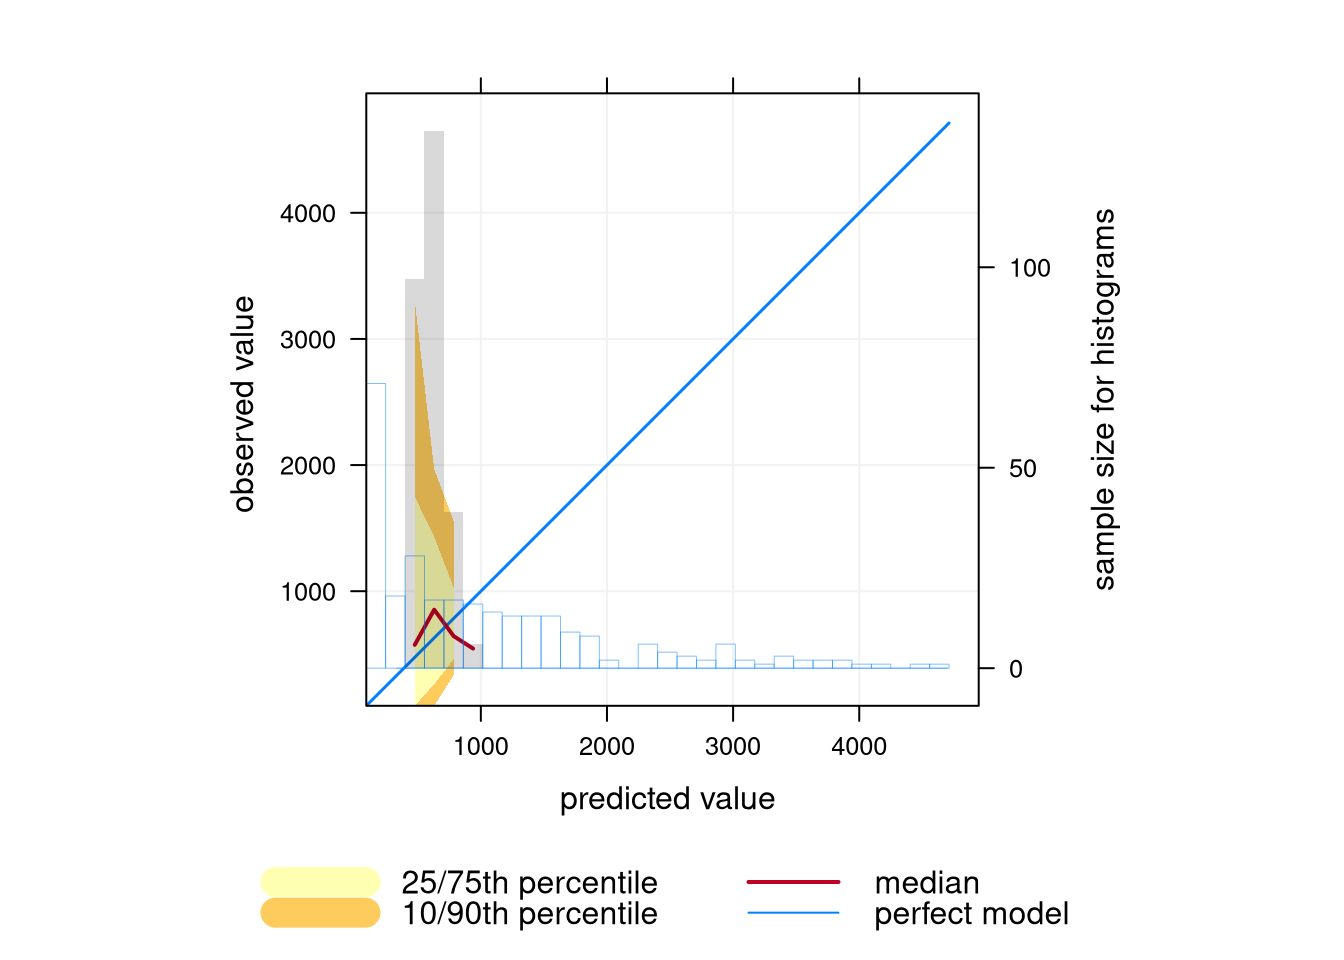 4000
3000
2000
1000
observed value
100
50
0
sample size for histograms
1000 2000 3000 4000
predicted value
25/75th percentile
10/90th percentile
median
perfect model